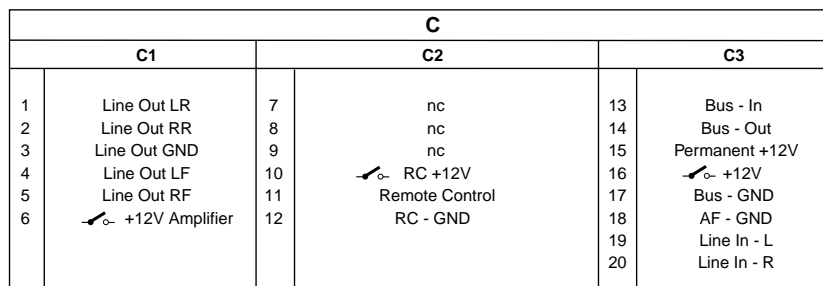 C
C1 C2 C3
1 Line Out LR 7 nc 13 Bus - In
2 Line Out RR 8 nc 14 Bus - Out
3 Line Out GND 9 nc 15 Permanent +12V
4 Line Out LF 10 RC +12V 16 +12V
5 Line Out RF 11 Remote Control 17 Bus - GND
6 +12V Amplifier 12 RC - GND 18 AF - GND
19 Line In - L
20 Line In - R